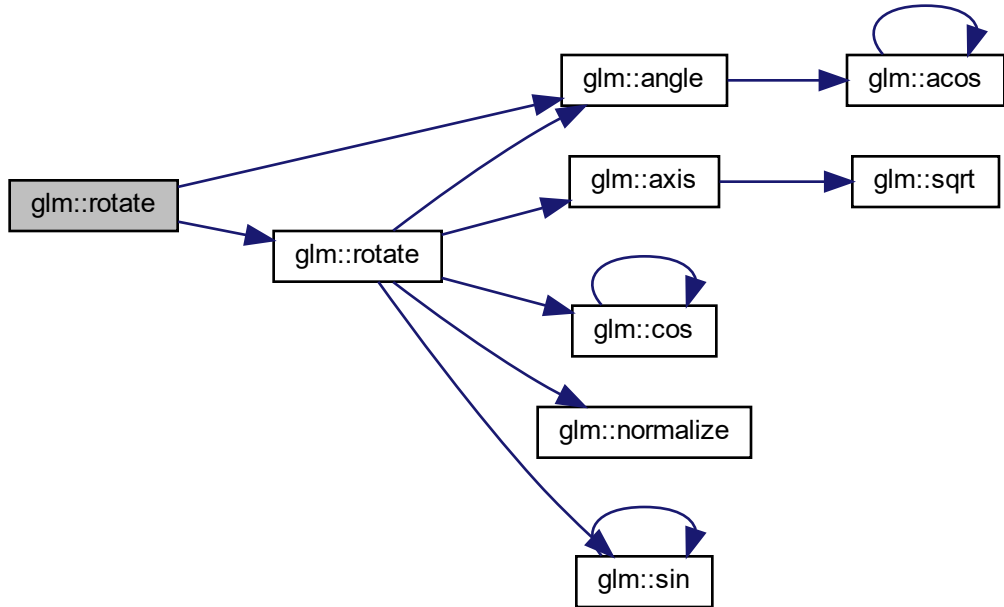 glm::angle
glm::acos
glm::axis
glm::sqrt
glm::rotate
glm::rotate
glm::cos
glm::normalize
glm::sin